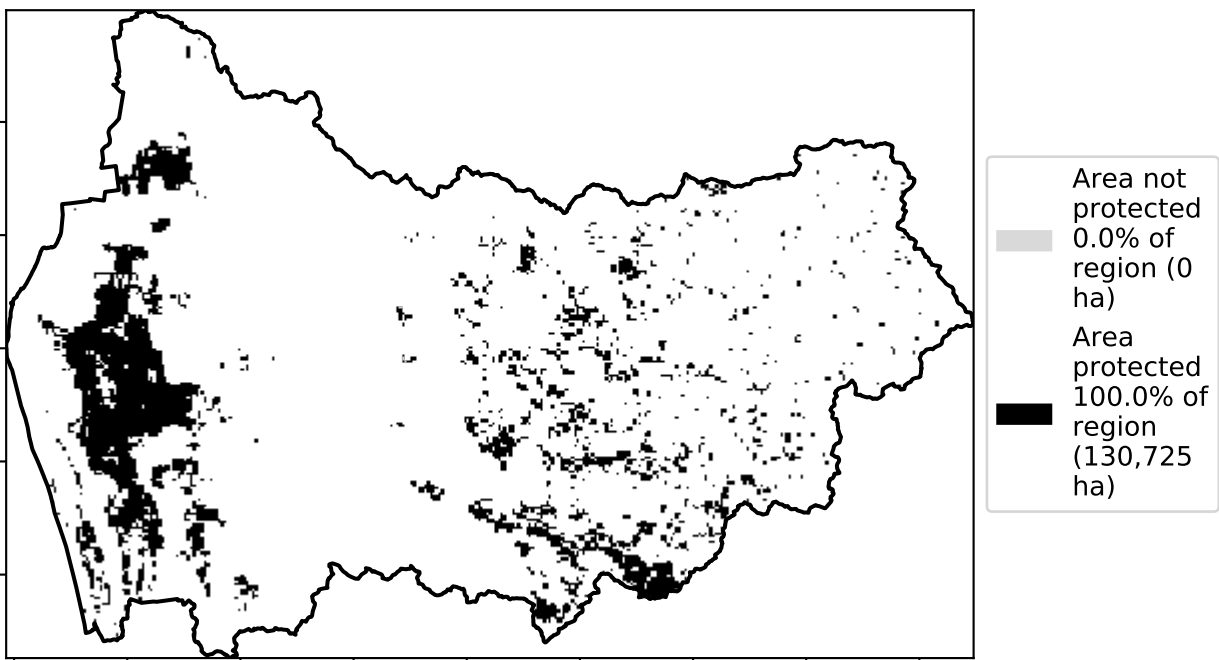 Area not
protected
0.0% of
region (0
ha)
Area
protected
100.0% of
region
(130,725
ha)